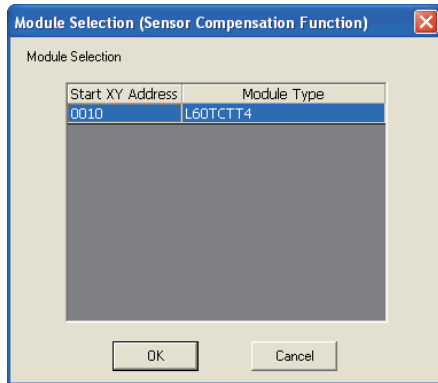 Module Selection (Sensor Compensation Function)
Module Selection
Start XY Address Module Type
0010 L60TCTT4
OK Cancel